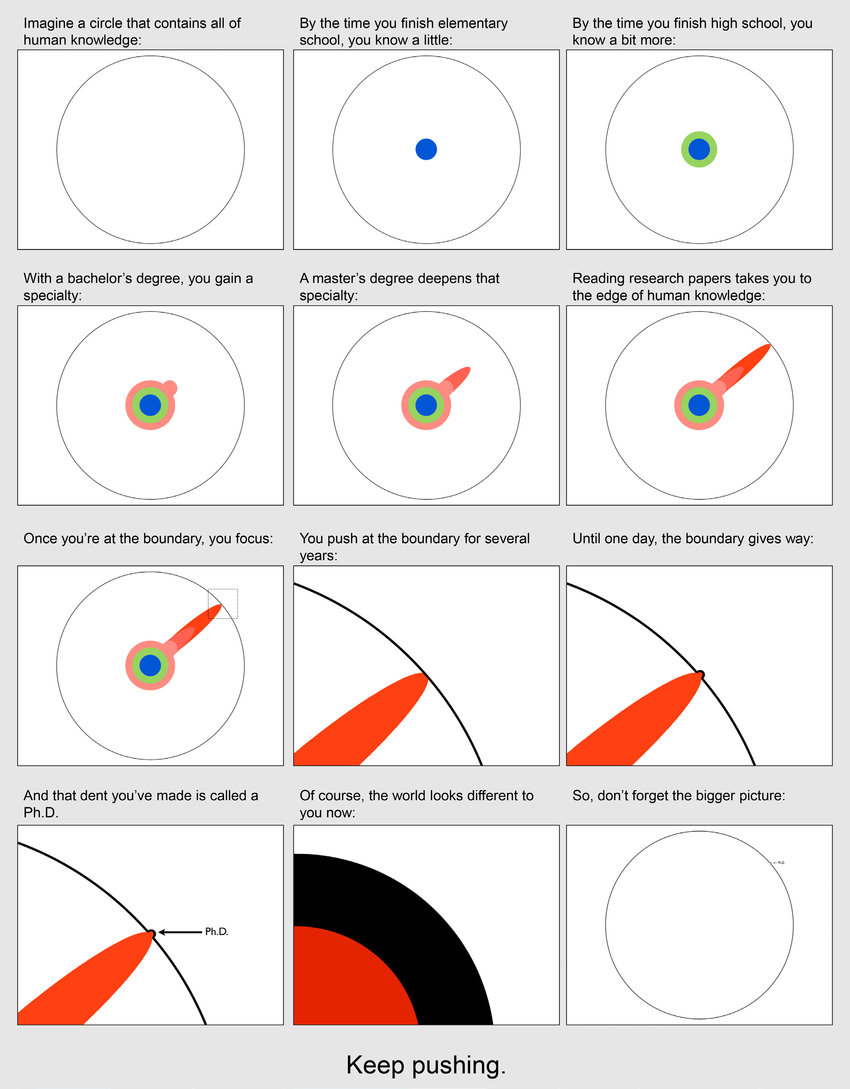 Imagine a circle that contains all of
human knowledge:
By the time you finish elementary
school, you know a little:
By the time you finish high school, you
know a bit more:
With a bachelor’s degree, you gain a
specialty:
A master’s degree deepens that
specialty:
Reading research papers takes you to
the edge of human knowledge:
Once you’re at the boundary, you focus:
You push at the boundary for several
years:
Until one day, the boundary gives way:
And that dent you’ve made is called a
Ph.D.
Ph.D.
Of course, the world looks different to
you now:
So, don’t forget the bigger picture:
Ph.D.
Keep pushing.